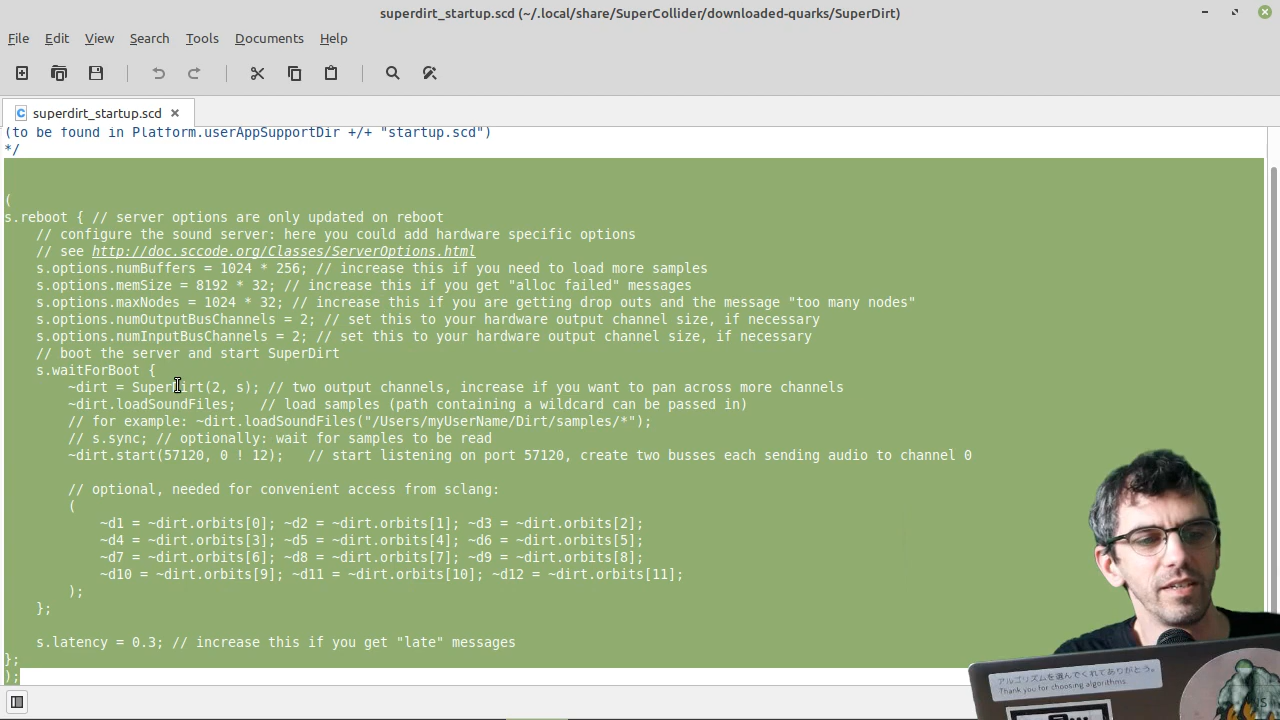 superdirt_startup.scd (~/.local/share/SuperCollider/downloaded-quarks/SuperDirt)
File Edit View Search Tools Documents Help
superdirt_startup.scd
(to be found in Platform.userAppSupportDir +/+ "startup.scd")
*/
(
s.reboot { // server options are only updated on reboot
// configure the sound server: here you could add hardware specific options
// see http://doc.sccode.org/Classes/ServerOptions.html
s.options.numBuffers = 1024 * 256; // increase this if you need to load more samples
s.options.memSize = 8192 * 32; // increase this if you get "alloc failed" messages
s.options.maxNodes = 1024 * 32; // increase this if you are getting drop outs and the message "too many nodes"
s.options.numOutputBusChannels = 2; // set this to your hardware output channel size, if necessary
s.options.numInputBusChannels = 2; // set this to your hardware output channel size, if necessary
// boot the server and start SuperDirt
s.waitForBoot {
~dirt = SuperDirt(2, s); // two output channels, increase if you want to pan across more channels
~dirt.loadSoundFiles; // load samples (path containing a wildcard can be passed in)
// for example: ~dirt.loadSoundFiles("/Users/myUserName/Dirt/samples/*");
// s.sync; // optionally: wait for samples to be read
~dirt.start(57120, 0 ! 12); // start listening on port 57120, create two busses each sending audio to channel 0
// optional, needed for convenient access from sclang:
(
~d1 = ~dirt.orbits[0]; ~d2 = ~dirt.orbits[1]; ~d3 = ~dirt.orbits[2];
~d4 = ~dirt.orbits[3]; ~d5 = ~dirt.orbits[4]; ~d6 = ~dirt.orbits[5];
~d7 = ~dirt.orbits[6]; ~d8 = ~dirt.orbits[7]; ~d9 = ~dirt.orbits[8];
~d10 = ~dirt.orbits[9]; ~d11 = ~dirt.orbits[10]; ~d12 = ~dirt.orbits[11];
);
};
s.latency = 0.3; // increase this if you get "late" messages
};
);
アルゴリズムを選んでくれてありがとう。
Thank you for choosing algorithms.